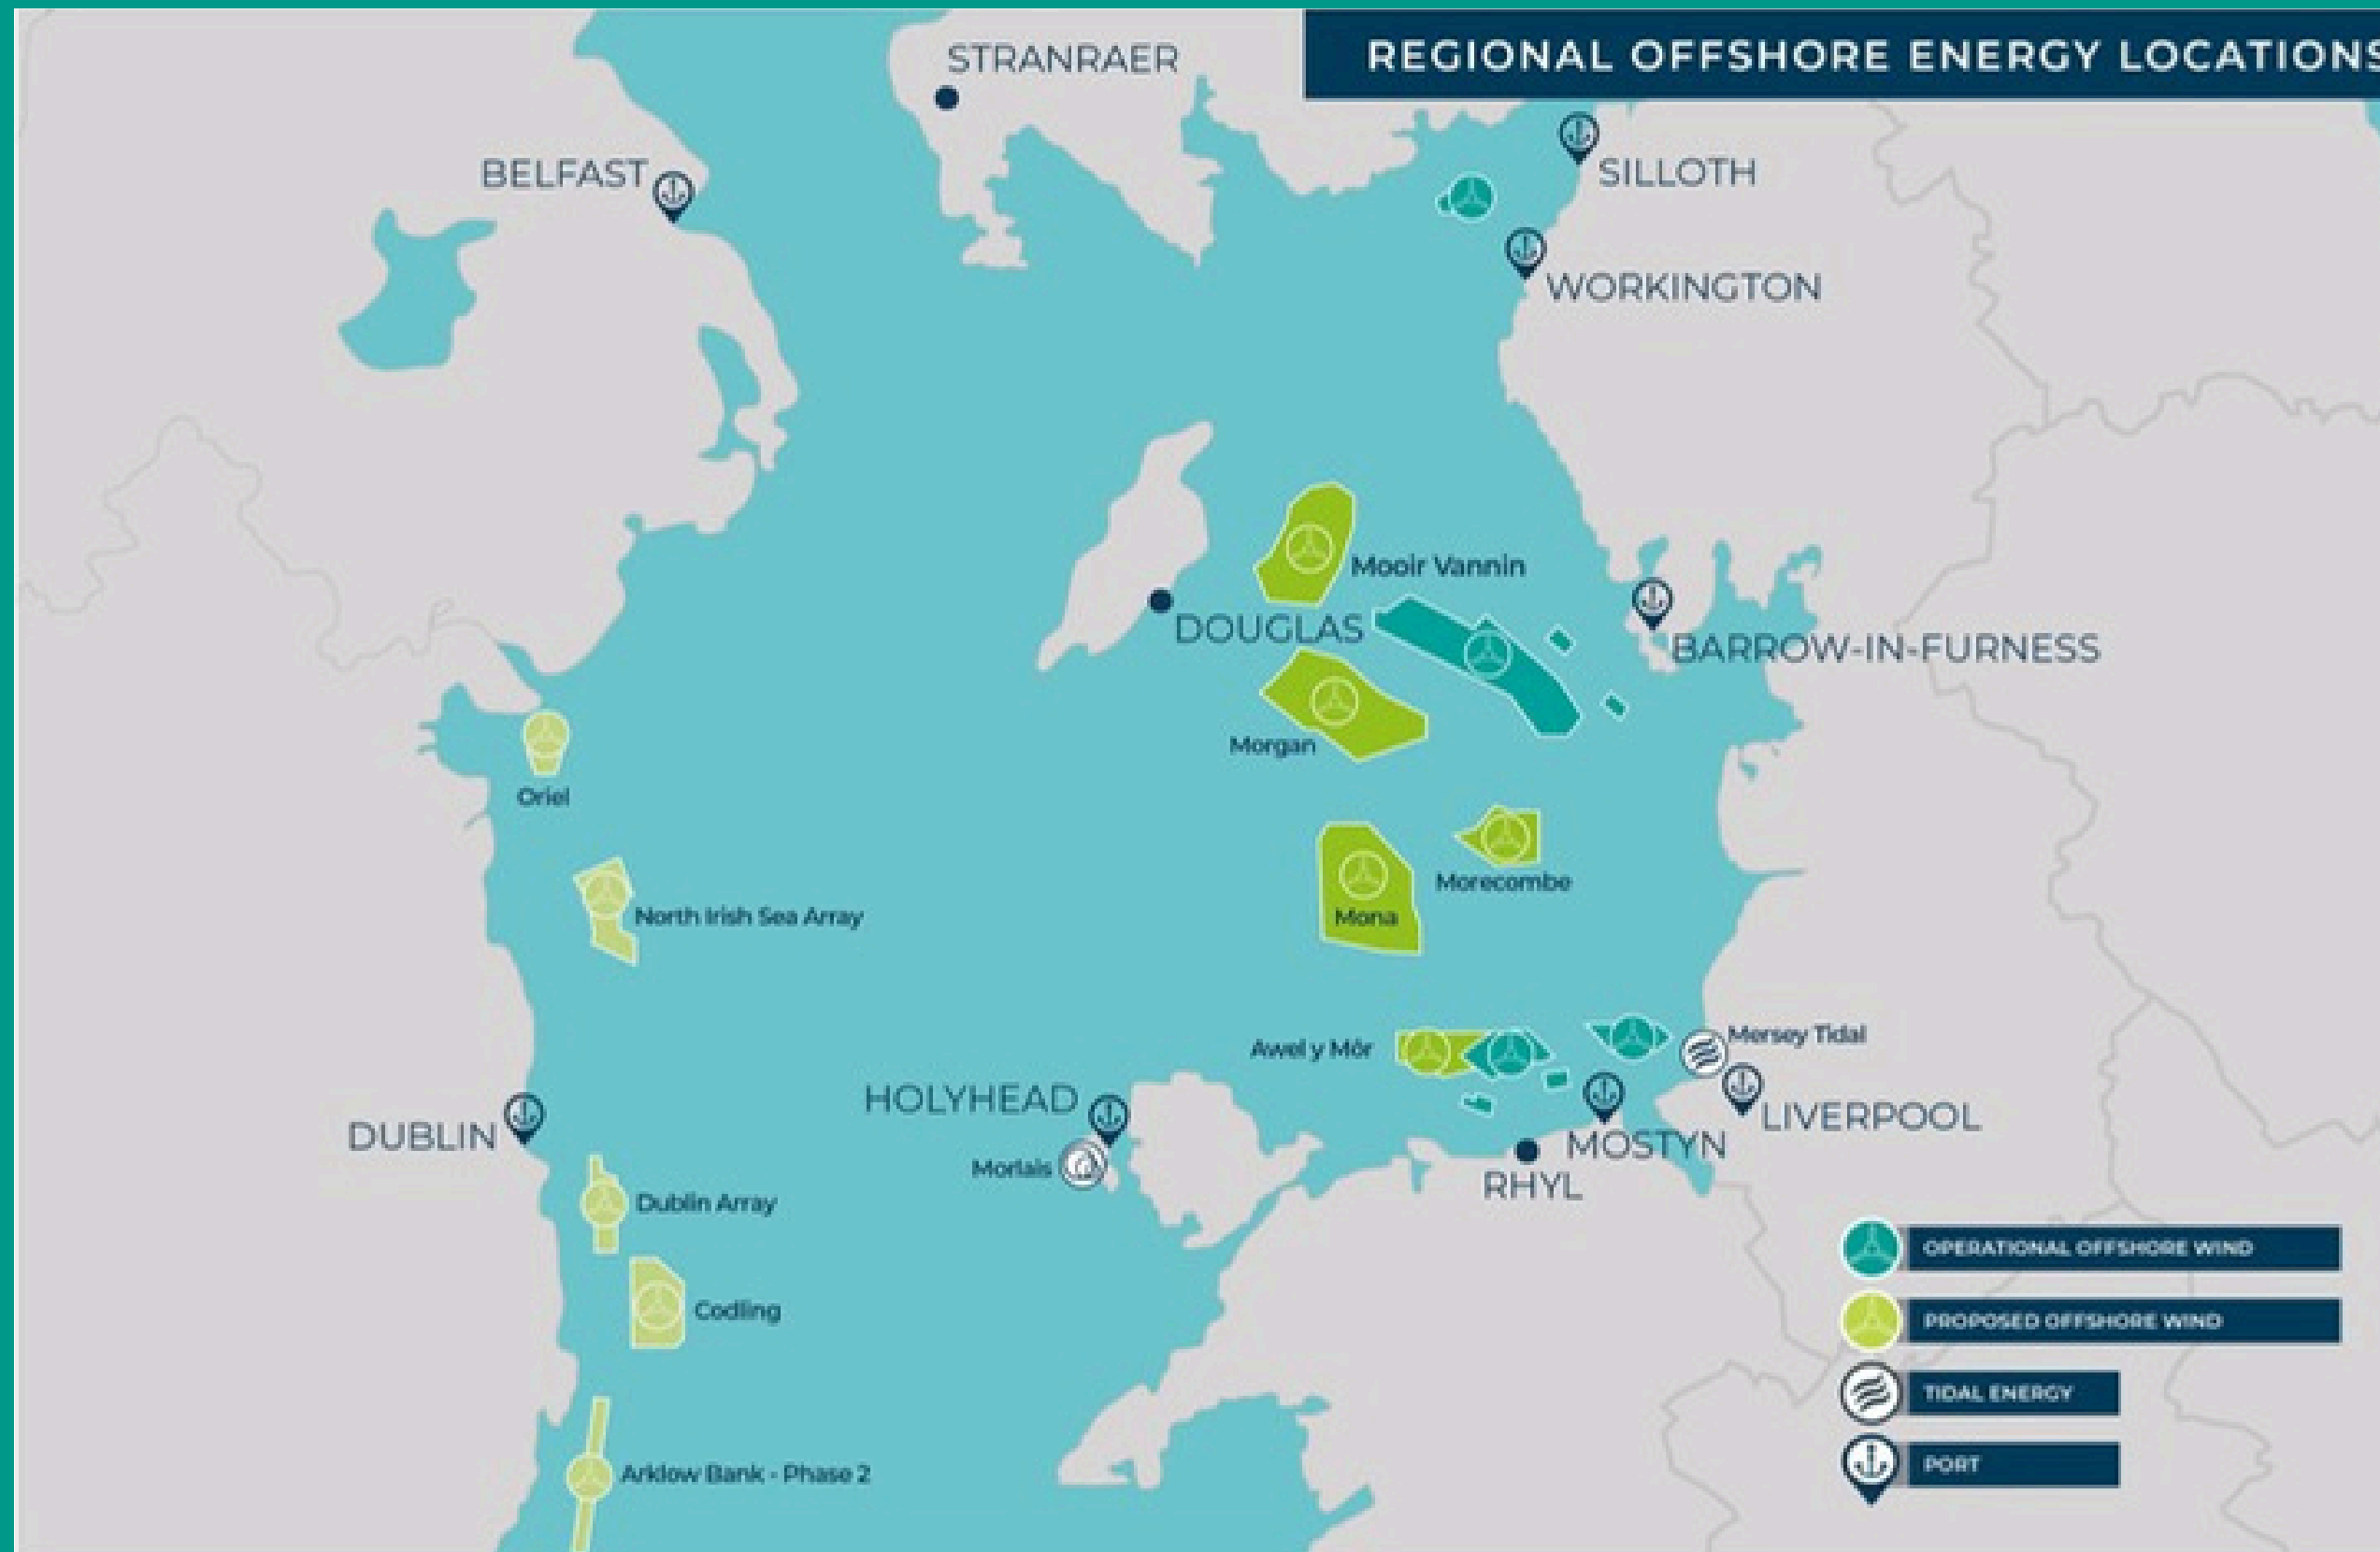 REGIONAL OFFSHORE ENERGY LOCATIONS
STRANRAER
BELFAST
SILLOTH
WORKINGTON
Mooir Vannin
DOUGLAS
BARROW-IN-FURNESS
Morgan
Oriel
Morecombe
Mona
North Irish Sea Array
Mersey Tidal
Awel y Môr
HOLYHEAD
LIVERPOOL
DUBLIN
MOSTYN
Morlais
RHYL
Dublin Array
Codling
Arklow Bank - Phase 2
OPERATIONAL OFFSHORE WIND
PROPOSED OFFSHORE WIND
TIDAL ENERGY
PORT